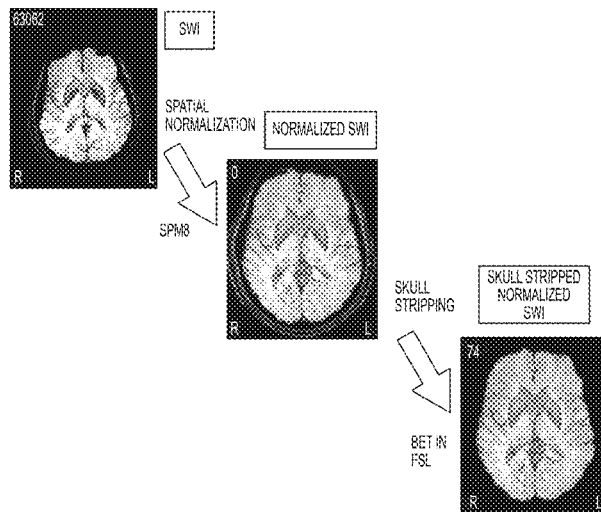 63062
SWI
R L
SPATIAL
NORMALIZATION
SPM8
NORMALIZED SWI
0
R L
SKULL
STRIPPING
BET IN
FSL
SKULL STRIPPED
NORMALIZED
SWI
74
R L